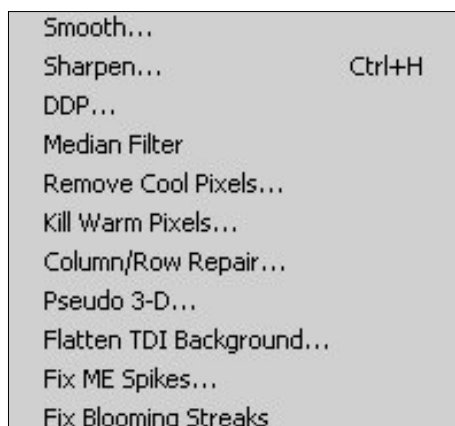 Smooth...
Sharpen... Ctrl+H
DDP...
Median Filter
Remove Cool Pixels...
Kill Warm Pixels...
Column/Row Repair...
Pseudo 3-D...
Flatten TDI Background...
Fix ME Spikes...
Fix Blooming Streaks